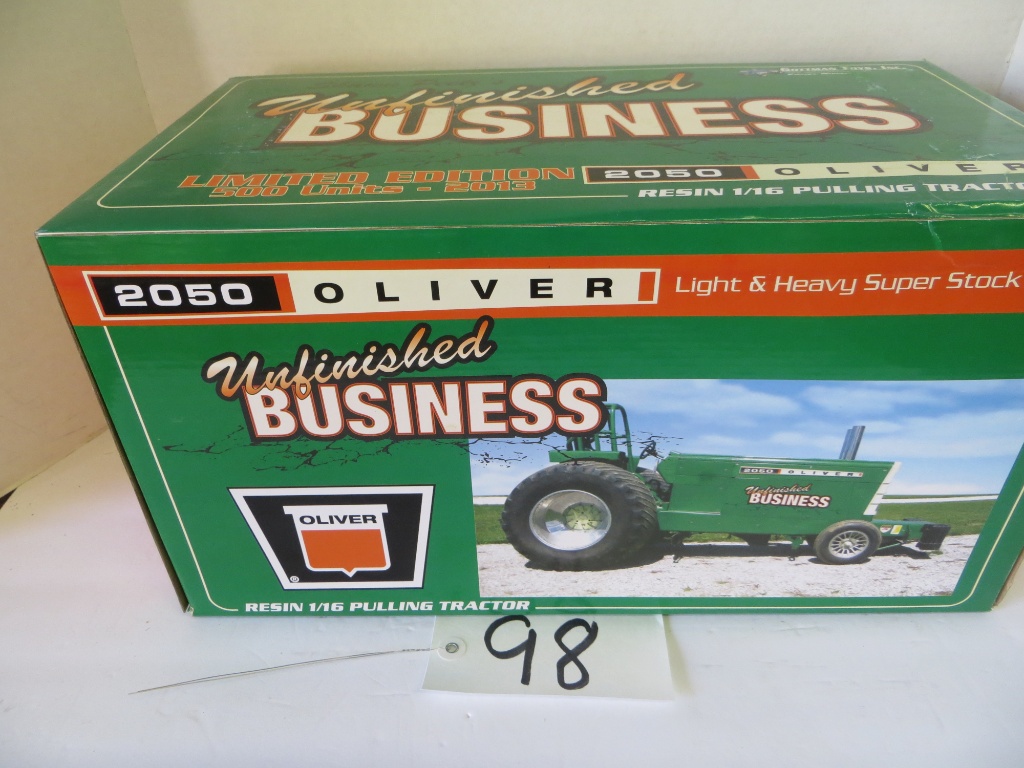 Unfinished
BUSINESS
LIMITED EDITION
500 Units - 2013
2050 OLIVER
RESIN 1/16 PULLING TRACTOR
2050 OLIVER
Light & Heavy Super Stock
Unfinished
BUSINESS
2050 OLIVER
Unfinished
BUSINESS
OLIVER
®
RESIN 1/16 PULLING TRACTOR
98